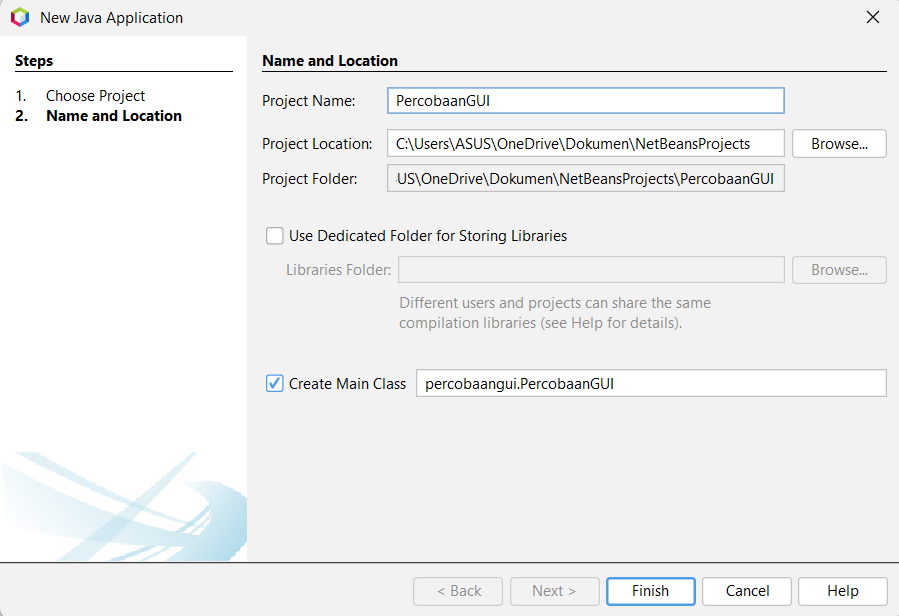 New Java Application
Steps
1. Choose Project
2. Name and Location
Name and Location
Project Name: PercobaanGUI
Project Location: C:\Users\ASUS\OneDrive\Dokumen\NetBeansProjects Browse...
Project Folder: US\OneDrive\Dokumen\NetBeansProjects\PercobaanGUI
Use Dedicated Folder for Storing Libraries
Libraries Folder: Browse...
Different users and projects can share the same
compilation libraries (see Help for details).
Create Main Class percobaangui.PercobaanGUI
< Back Next > Finish Cancel Help